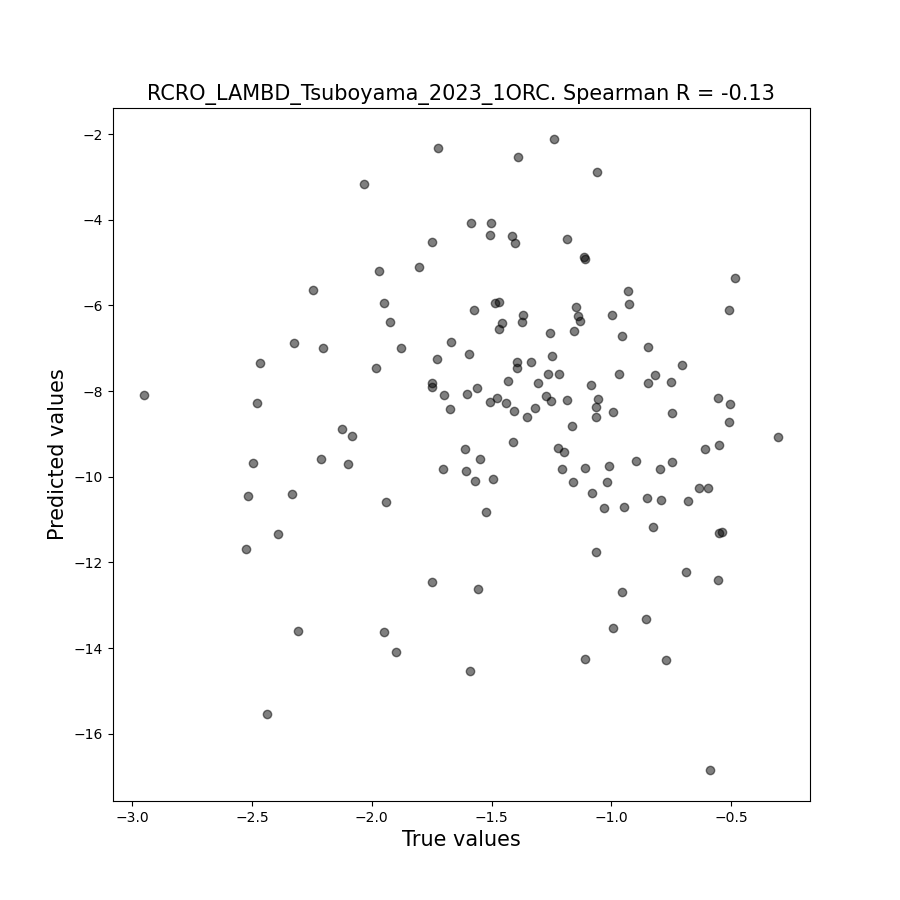 RCRO_LAMBD_Tsuboyama_2023_1ORC. Spearman R = -0.13
−2
−4
−6
−8
−10
−12
−14
−16
Predicted values
−3.0 −2.5 −2.0 −1.5 −1.0 −0.5
True values